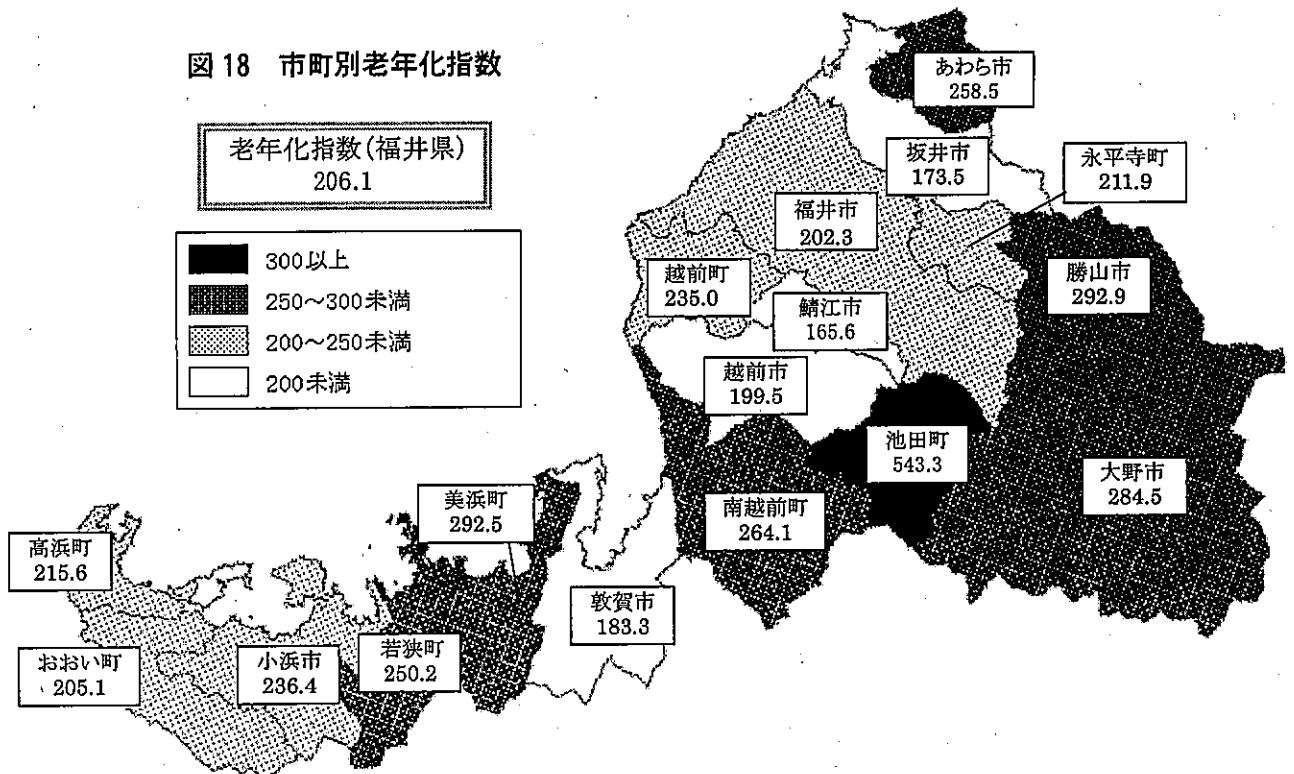 図18 市町別老年化指数
老年化指数(福井県)
206.1
300以上
250～300未満
200～250未満
200未満
あわら市
258.5
坂井市
173.5
永平寺町
211.9
福井市
202.3
勝山市
292.9
越前町
235.0
鯖江市
165.6
越前市
199.5
池田町
543.3
大野市
284.5
南越前町
264.1
美浜町
292.5
敦賀市
183.3
高浜町
215.6
おおい町
205.1
小浜市
236.4
若狭町
250.2